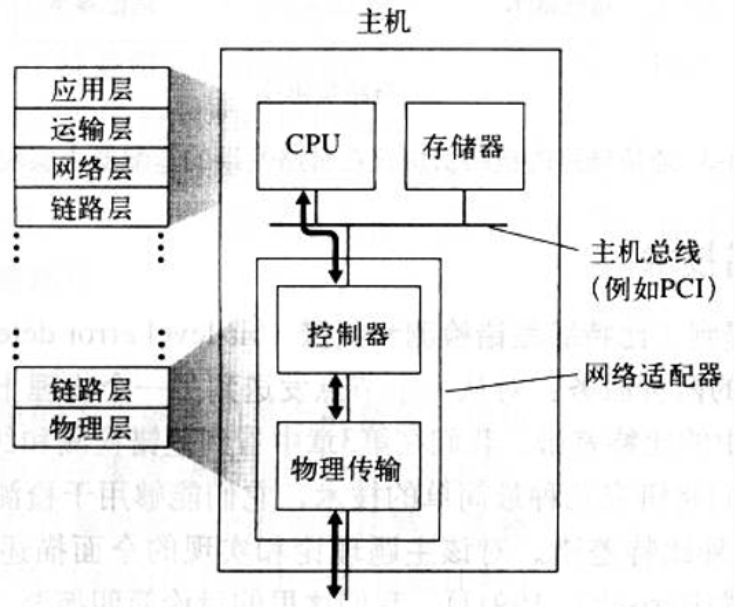 主机
应用层
运输层
网络层
链路层
CPU
存储器
主机总线
(例如PCI)
控制器
链路层
物理层
网络适配器
物理传输